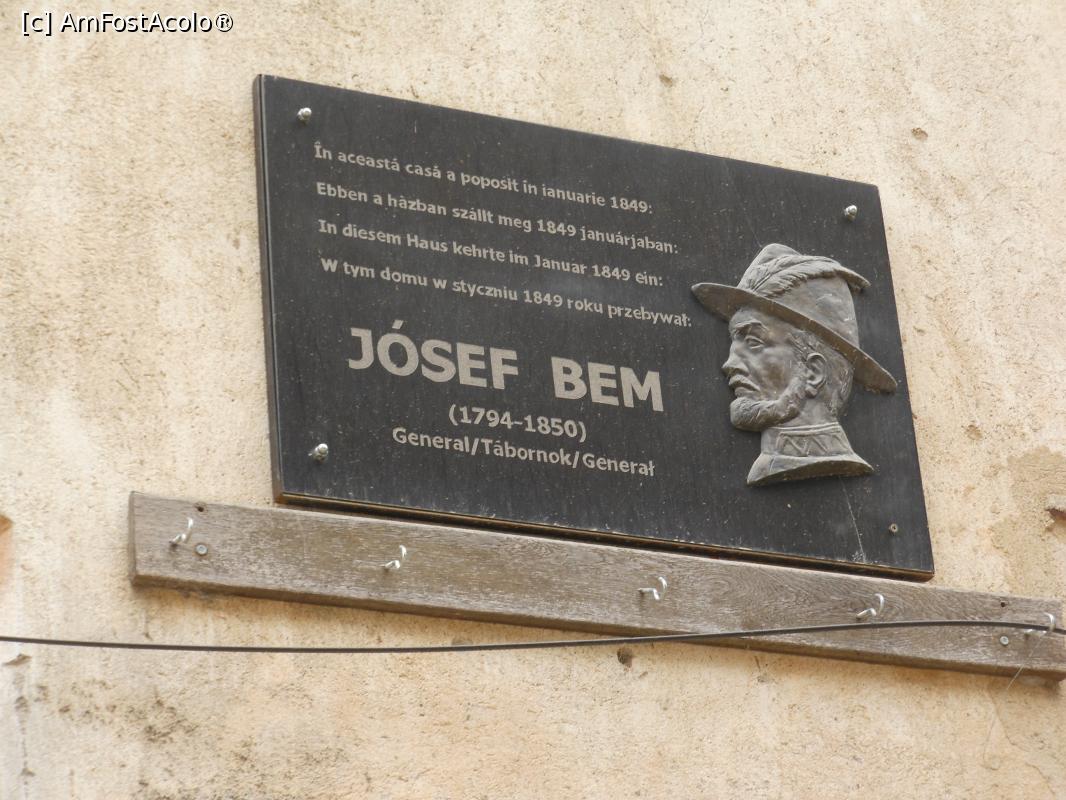 [c] AmFostAcolo®
În această casă a poposit în ianuarie 1849:
Ebben a házban szállt meg 1849 januárjában:
In diesem Haus kehrte im Januar 1849 ein:
W tym domu w styczniu 1849 roku przebywał:
JÓSEF BEM
(1794-1850)
General/Tábornok/Generał